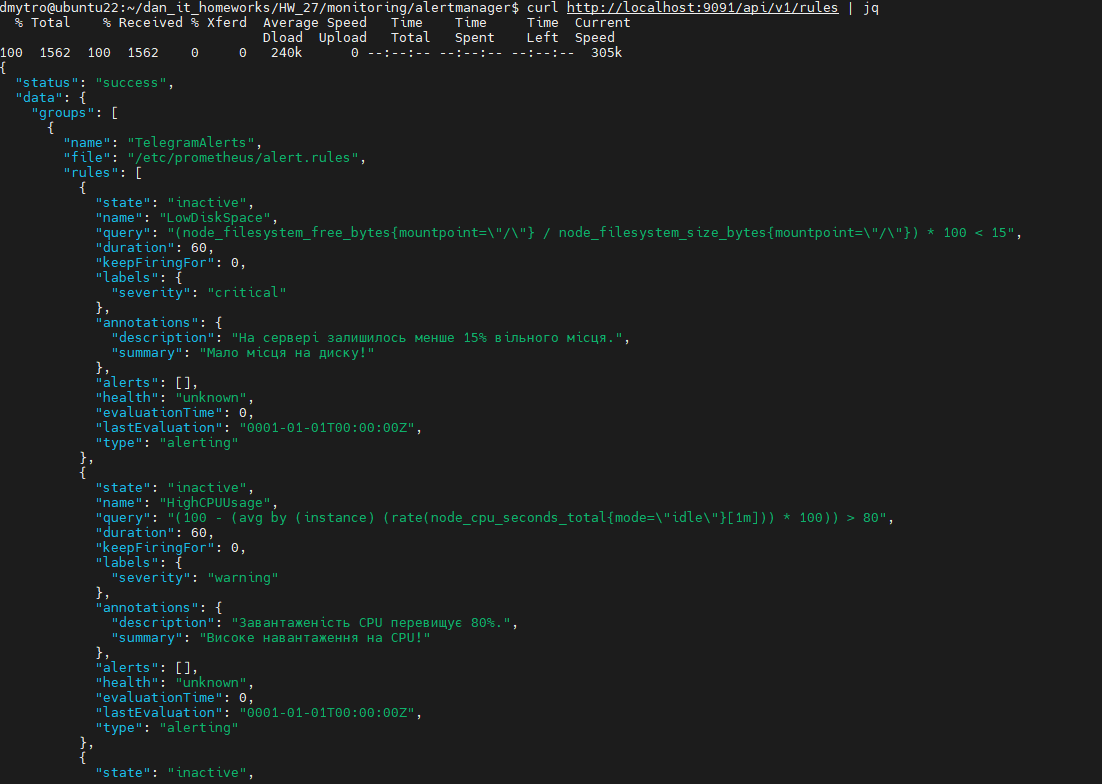 dmytro@ubuntu22:~/dan_it_homeworks/HW_27/monitoring/alertmanager$ curl http://localhost:9091/api/v1/rules | jq
  % Total    % Received % Xferd  Average Speed   Time    Time     Time  Current
                                 Dload  Upload   Total   Spent    Left  Speed
100  1562  100  1562    0     0   240k      0 --:--:-- --:--:-- --:--:--  305k
{
  "status": "success",
  "data": {
    "groups": [
      {
        "name": "TelegramAlerts",
        "file": "/etc/prometheus/alert.rules",
        "rules": [
          {
            "state": "inactive",
            "name": "LowDiskSpace",
            "query": "(node_filesystem_free_bytes{mountpoint=\"/\"} / node_filesystem_size_bytes{mountpoint=\"/\"}) * 100 < 15",
            "duration": 60,
            "keepFiringFor": 0,
            "labels": {
              "severity": "critical"
            },
            "annotations": {
              "description": "На сервері залишилось менше 15% вільного місця.",
              "summary": "Мало місця на диску!"
            },
            "alerts": [],
            "health": "unknown",
            "evaluationTime": 0,
            "lastEvaluation": "0001-01-01T00:00:00Z",
            "type": "alerting"
          },
          {
            "state": "inactive",
            "name": "HighCPUUsage",
            "query": "(100 - (avg by (instance) (rate(node_cpu_seconds_total{mode=\"idle\"}[1m])) * 100)) > 80",
            "duration": 60,
            "keepFiringFor": 0,
            "labels": {
              "severity": "warning"
            },
            "annotations": {
              "description": "Завантаженість CPU перевищує 80%.",
              "summary": "Високе навантаження на CPU!"
            },
            "alerts": [],
            "health": "unknown",
            "evaluationTime": 0,
            "lastEvaluation": "0001-01-01T00:00:00Z",
            "type": "alerting"
          },
          {
            "state": "inactive",